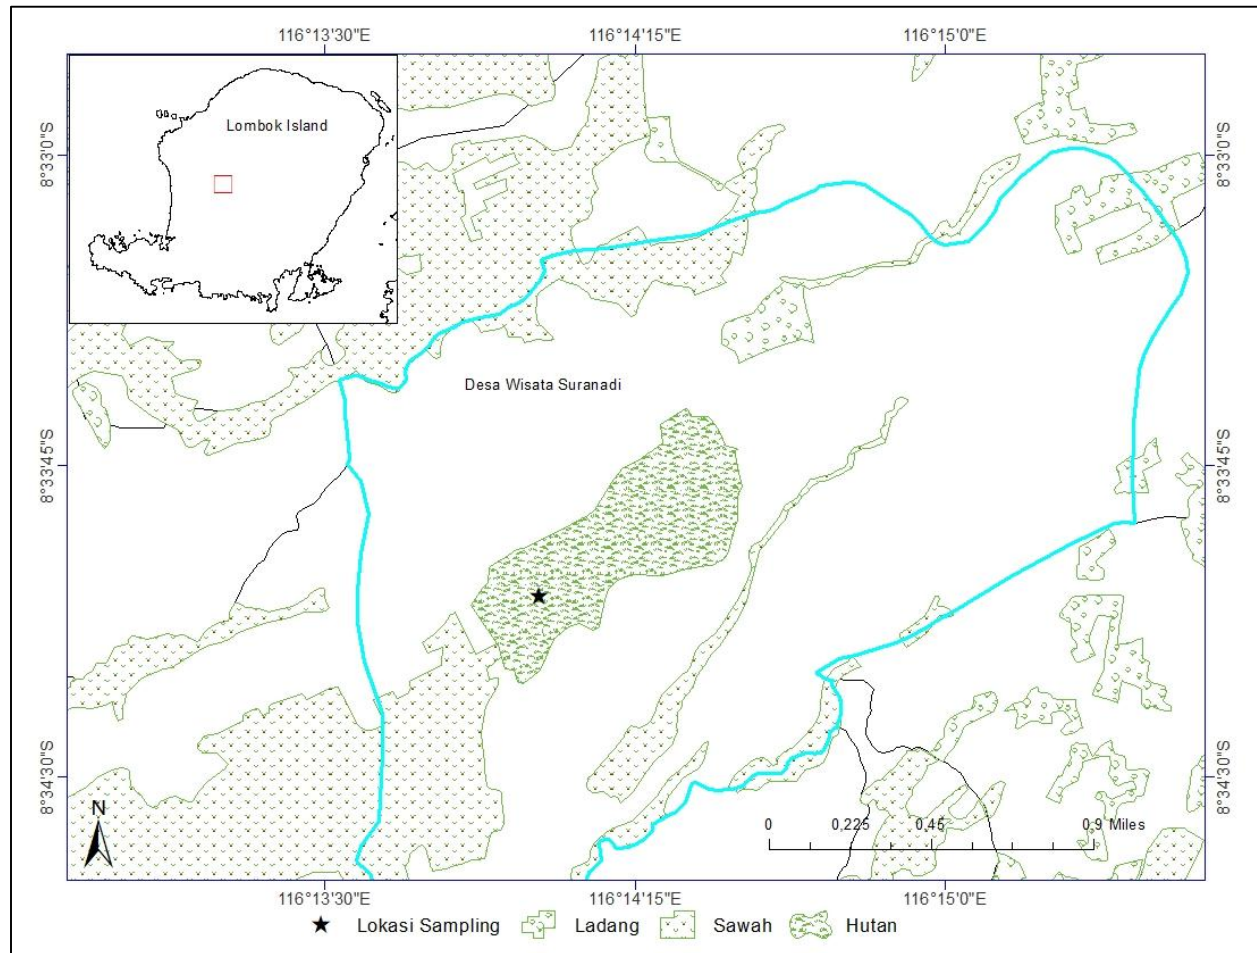 116°13'30"E 116°14'15"E 116°15'0"E
Lombok Island
8°33'0"S 8°33'0"S
Desa Wisata Suranadi
8°33'45"S 8°33'45"S
8°34'30"S 8°34'30"S
N
0 0,225 0,45 0,9 Miles
116°13'30"E 116°14'15"E 116°15'0"E
Lokasi Sampling Ladang Sawah Hutan